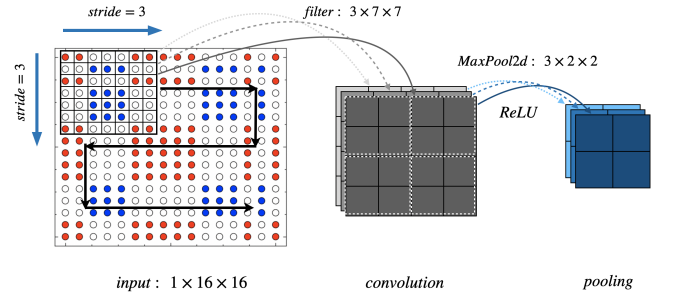 stride = 3
filter : 3 × 7 × 7
stride = 3
MaxPool2d : 3 × 2 × 2
ReLU
input : 1 × 16 × 16
convolution
pooling